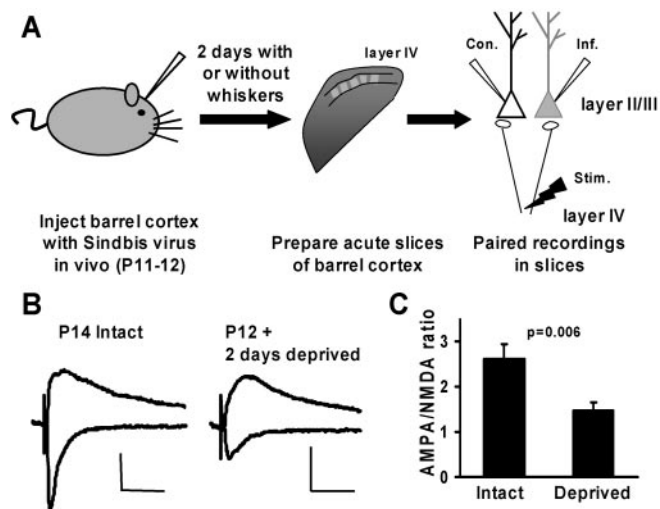 A
2 days with
or without
whiskers
layer IV
Con.
Inf.
layer II/III
Stim.
layer IV
Inject barrel cortex
with Sindbis virus
in vivo (P11-12)
Prepare acute slices
of barrel cortex
Paired recordings
in slices
B
P14 Intact
P12 +
2 days deprived
C
AMPA/NMDA ratio
p=0.006
3
2
1
0
Intact
Deprived